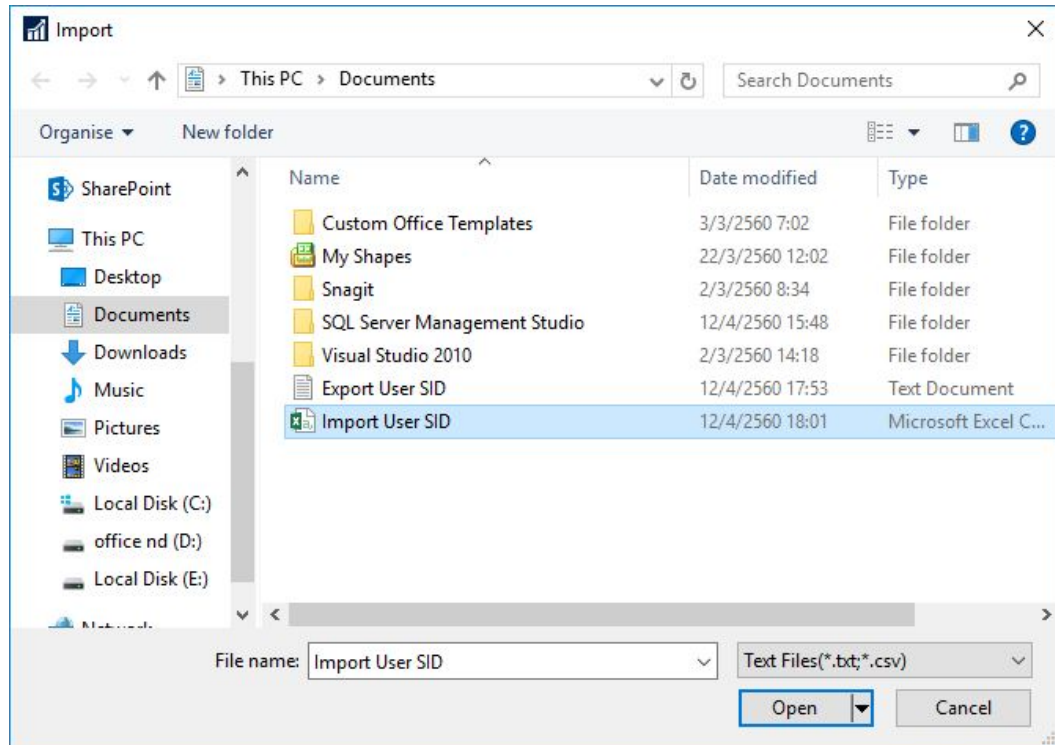 Import
This PC > Documents
Search Documents
Organise
New folder
Name
Date modified
Type
SharePoint
This PC
Desktop
Documents
Downloads
Music
Pictures
Videos
Local Disk (C:)
office nd (D:)
Local Disk (E:)
Custom Office Templates 3/3/2560 7:02 File folder
My Shapes 22/3/2560 12:02 File folder
Snagit 2/3/2560 8:34 File folder
SQL Server Management Studio 12/4/2560 15:48 File folder
Visual Studio 2010 2/3/2560 14:18 File folder
Export User SID 12/4/2560 17:53 Text Document
Import User SID 12/4/2560 18:01 Microsoft Excel C...
File name: Import User SID Text Files(*.txt;*.csv)
Open Cancel